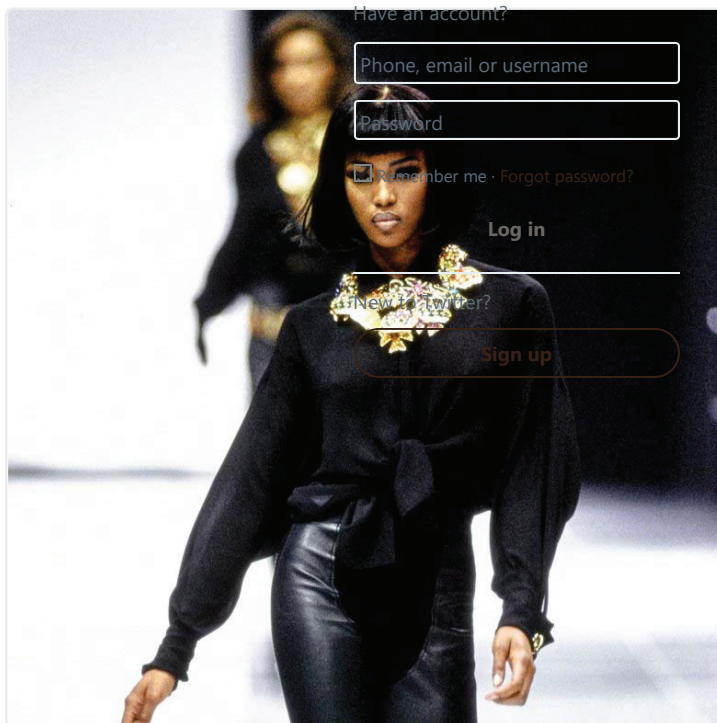 Have an account?
Phone, email or username
Password
Remember me · Forgot password?
Log in
New to Twitter?
Sign up